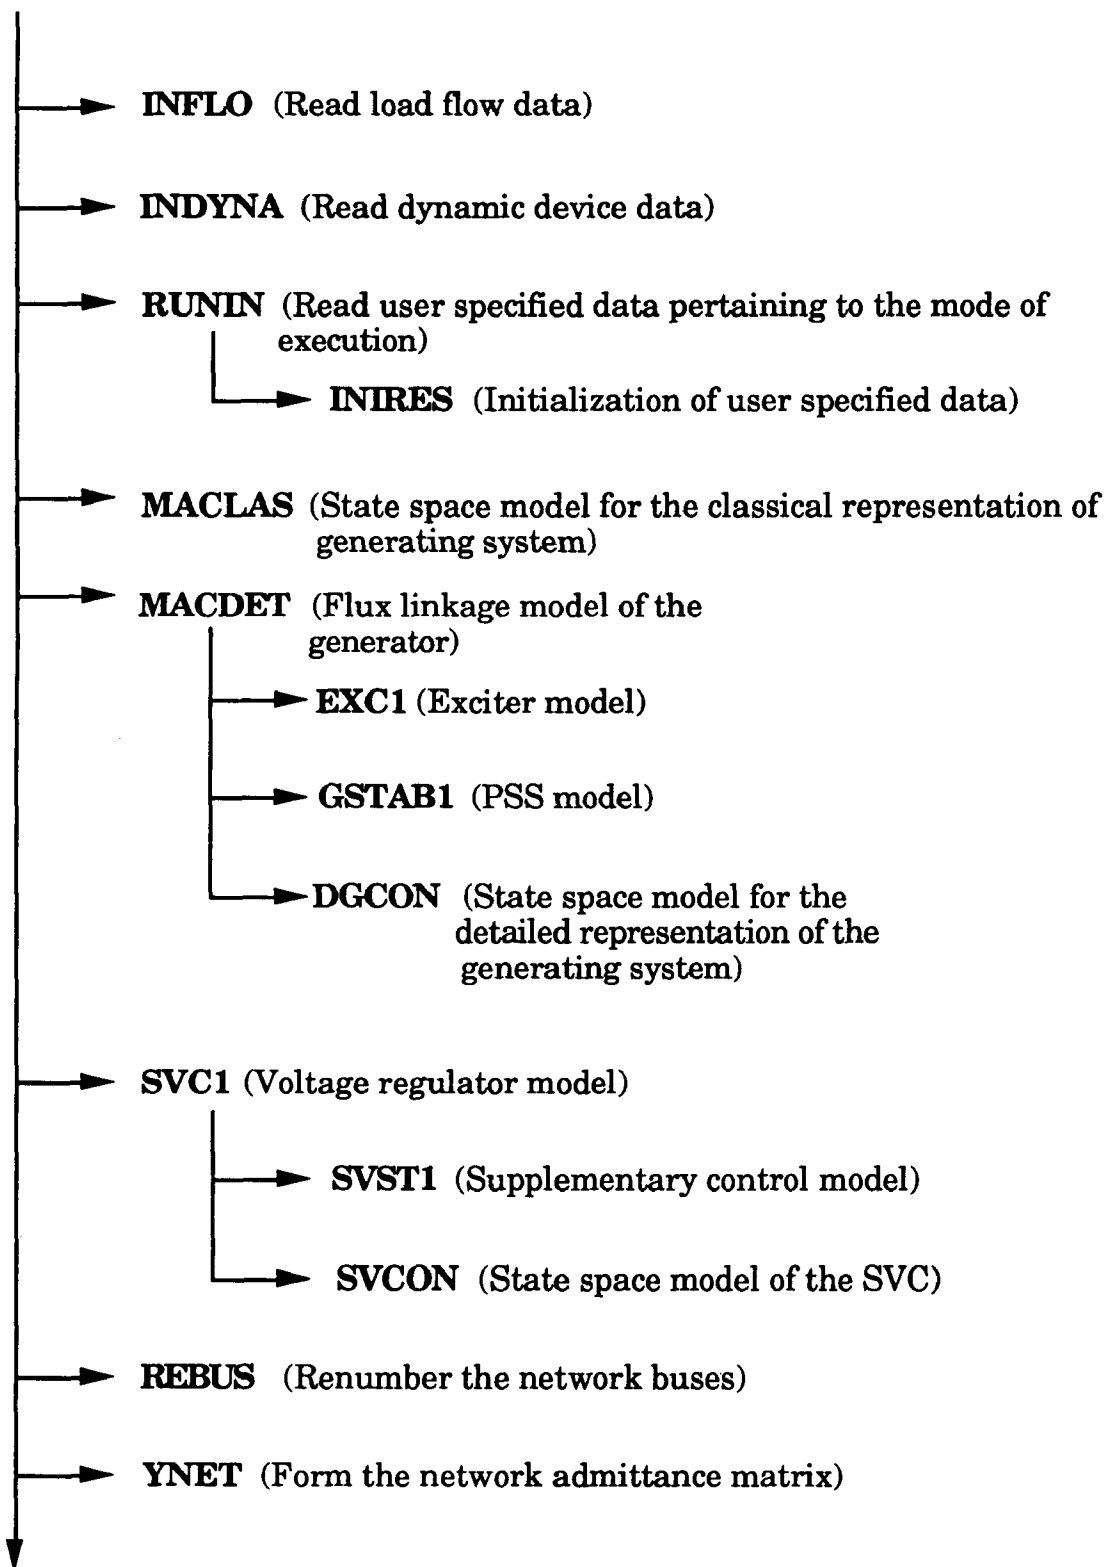 INFLO (Read load flow data)
INDYNA (Read dynamic device data)
RUNIN (Read user specified data pertaining to the mode of
execution)
INIRES (Initialization of user specified data)
MACLAS (State space model for the classical representation of
generating system)
MACDET (Flux linkage model of the
generator)
EXC1 (Exciter model)
GSTAB1 (PSS model)
DGCON (State space model for the
detailed representation of the
generating system)
SVC1 (Voltage regulator model)
SVST1 (Supplementary control model)
SVCON (State space model of the SVC)
REBUS (Renumber the network buses)
YNET (Form the network admittance matrix)